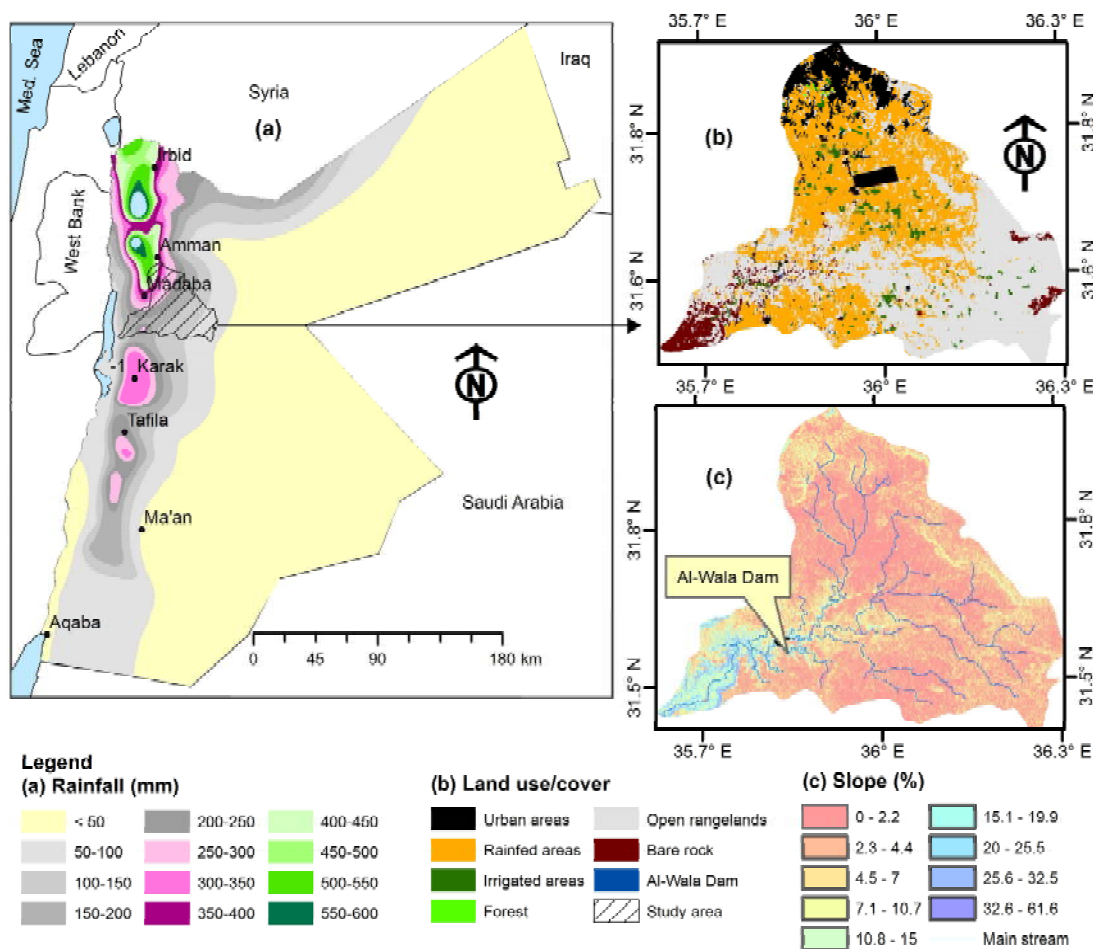 Med. Sea
Lebanon
Syria
Iraq
(a)
Irbid
West Bank
Amman
Madaba
-1
Karak
Tafila
Ma'an
Saudi Arabia
Aqaba
N
0 45 90 180 km
35.7° E 36° E 36.3° E
(b)
N
31.8° N
31.6° N
31.8° N
31.6° N
35.7° E 36° E 36.3° E
(c)
Al-Wala Dam
31.8° N
31.5° N
31.8° N
31.5° N
35.7° E 36° E 36.3° E
Legend
(a) Rainfall (mm)
< 50
50-100
100-150
150-200
200-250
250-300
300-350
350-400
400-450
450-500
500-550
550-600
(b) Land use/cover
Urban areas
Rainfed areas
Irrigated areas
Forest
Open rangelands
Bare rock
Al-Wala Dam
Study area
(c) Slope (%)
0 - 2.2
2.3 - 4.4
4.5 - 7
7.1 - 10.7
10.8 - 15
15.1 - 19.9
20 - 25.5
25.6 - 32.5
32.6 - 61.6
Main stream